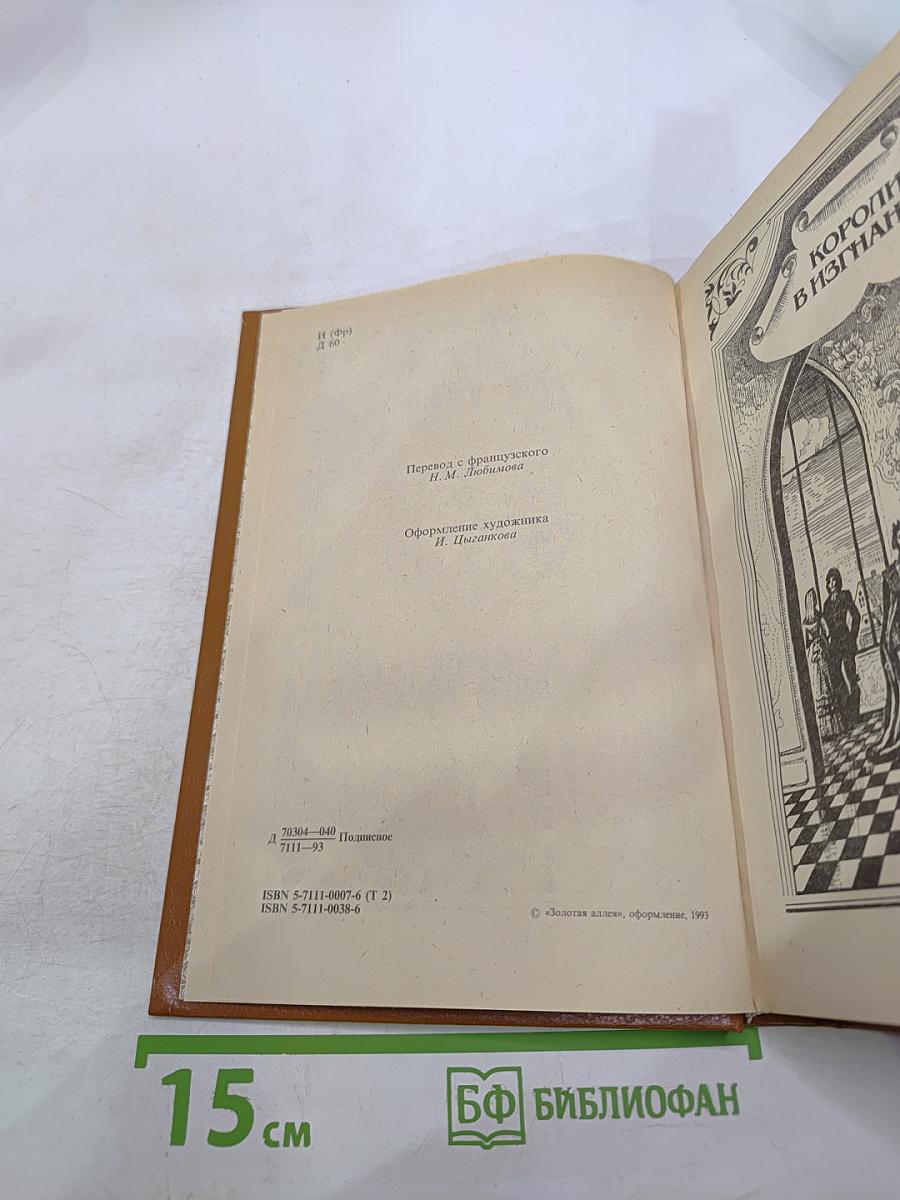 И (Фр)
Д 60
Перевод с французского
Н. М. Любимова
Оформление художника
И. Цыганкова
Д 70304—040 Подписное
7111—93
ISBN 5-7111-0007-6 (Т 2)
ISBN 5-7111-0038-6
© «Золотая аллея», оформление, 1993
КОРОЛИ
В ИЗГНАН
15 см
БФ БИБЛИОФАН